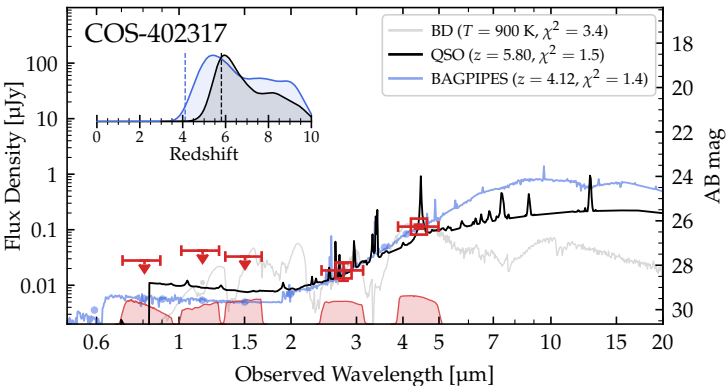 COS-402317
BD (T = 900 K, χ² = 3.4)
QSO (z = 5.80, χ² = 1.5)
BAGPIPES (z = 4.12, χ² = 1.4)
0 2 4 6 8 10
Redshift
Flux Density [μJy]
100
10
1
0.1
0.01
AB mag
18
20
22
24
26
28
30
0.6 1 1.5 2 3 4 5 7 10 15 20
Observed Wavelength [μm]